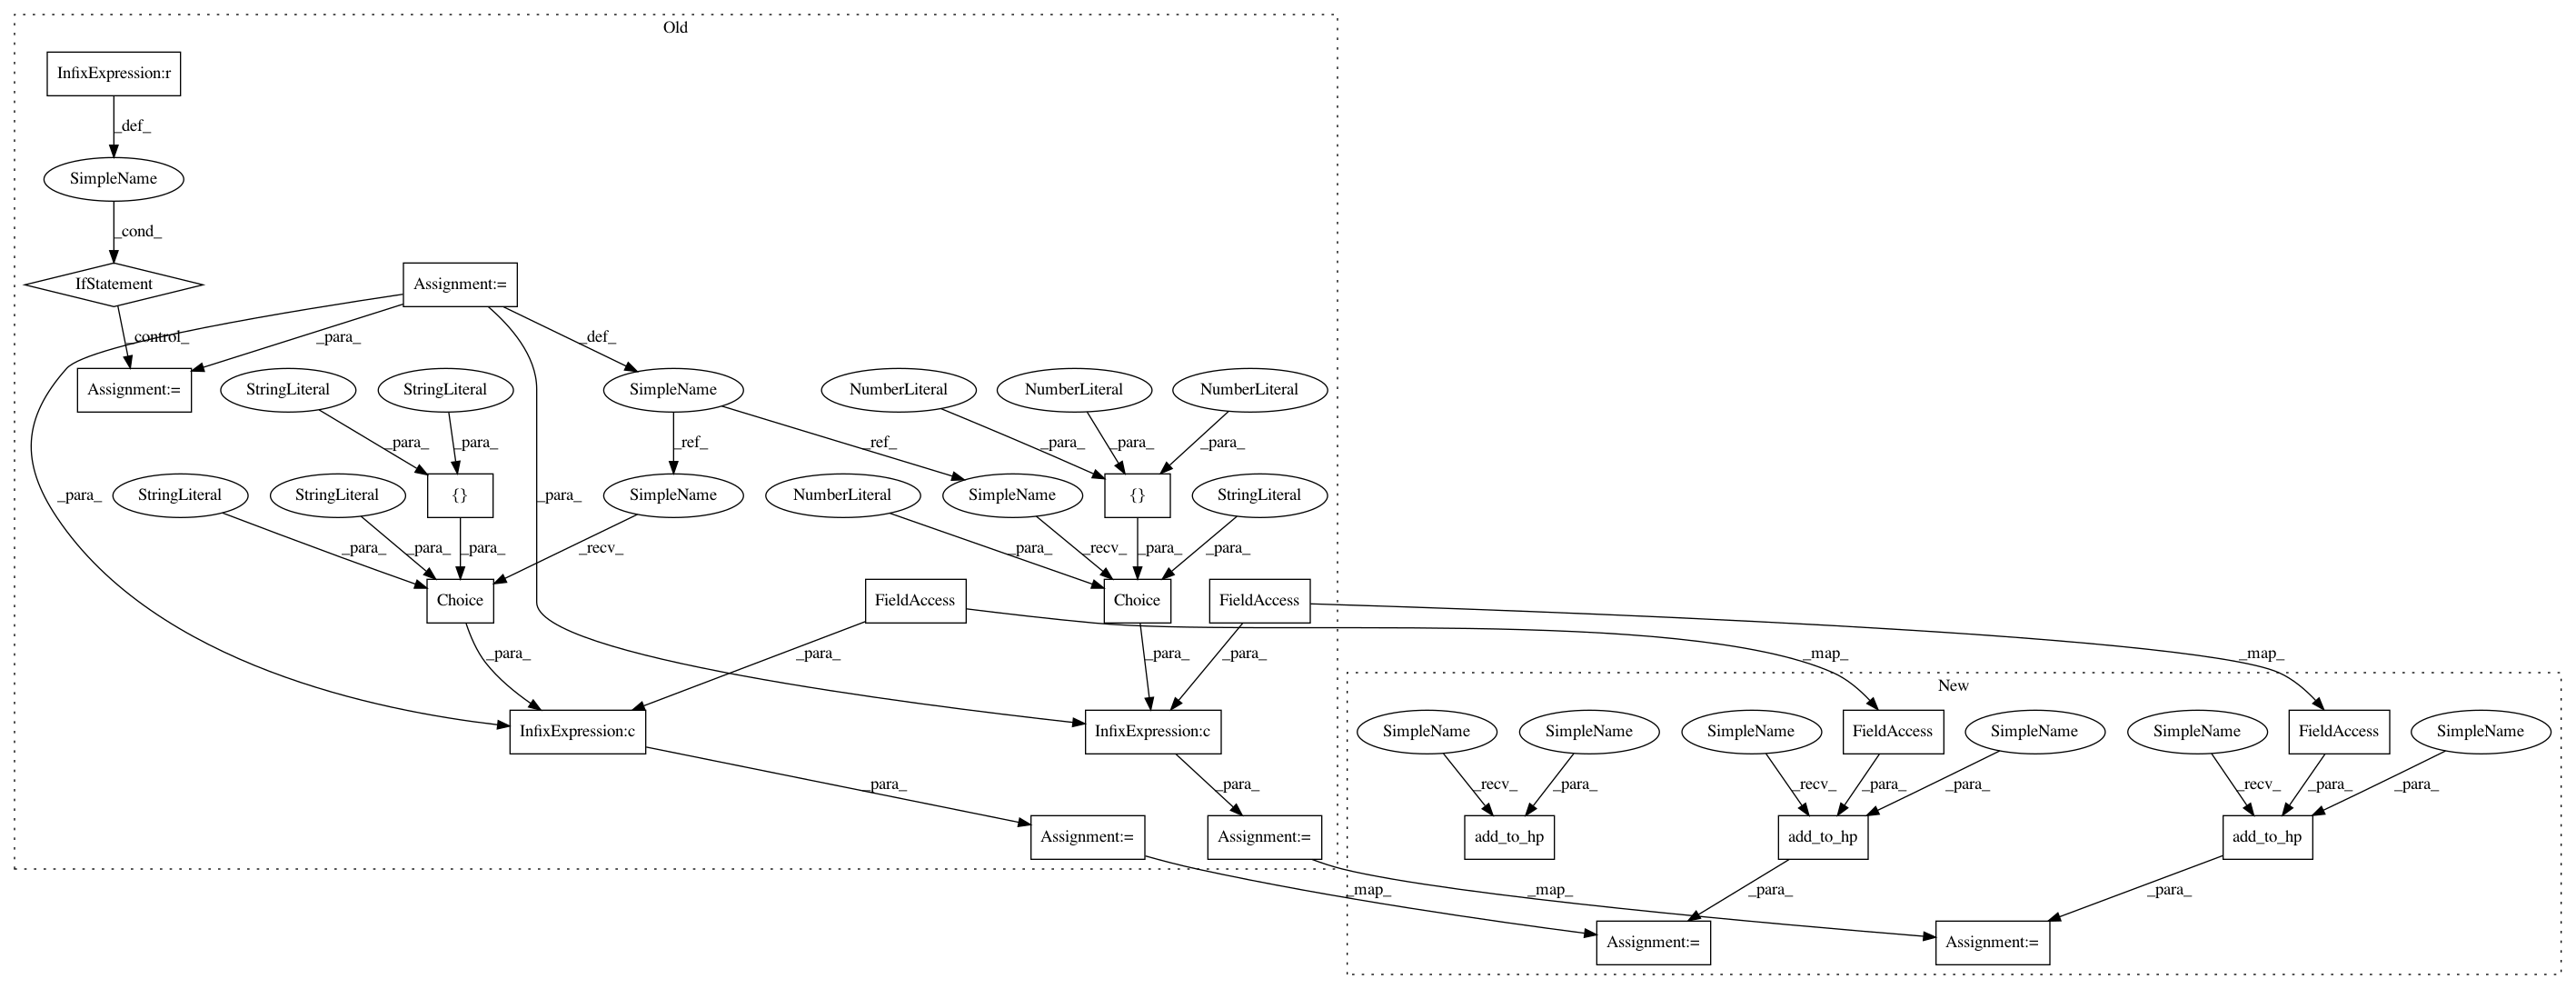 Old
InfixExpression:r
_def_
SimpleName
_cond_
IfStatement
Assignment:=
_control_
_para_
_def_
Assignment:=
StringLiteral
StringLiteral
SimpleName
NumberLiteral
NumberLiteral
NumberLiteral
_para_
_para_
_ref_
_ref_
_para_
_para_
_para_
_para_
_para_
StringLiteral
StringLiteral
{}
SimpleName
NumberLiteral
SimpleName
{}
StringLiteral
_para_
_para_
_para_
_recv_
_para_
_recv_
_para_
_para_
Choice
FieldAccess
Choice
FieldAccess
_para_
_para_
_para_
_para_
_map_
_map_
New
InfixExpression:c
InfixExpression:c
SimpleName
SimpleName
SimpleName
FieldAccess
SimpleName
SimpleName
FieldAccess
SimpleName
_para_
_para_
_recv_
_para_
_recv_
_para_
_para_
_recv_
_para_
_para_
Assignment:=
Assignment:=
add_to_hp
add_to_hp
add_to_hp
_map_
_map_
_para_
_para_
Assignment:=
Assignment:=